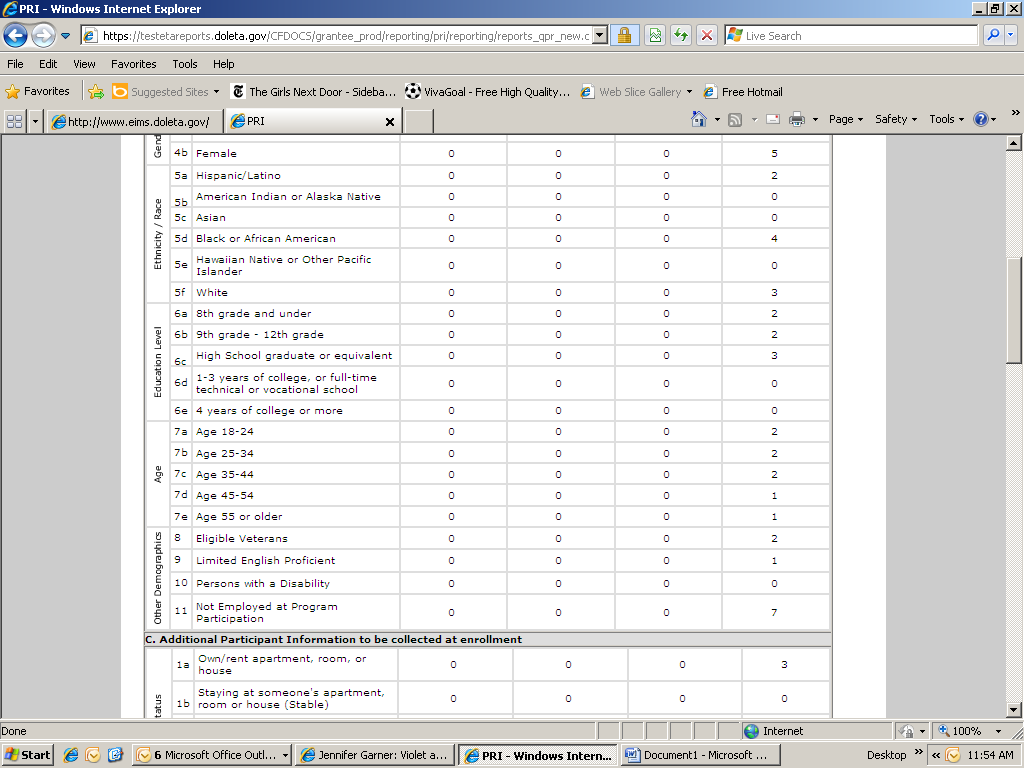 PRI - Windows Internet Explorer
https://testetareports.doleta.gov/CFDOCS/grantee_prod/reporting/pri/reporting/reports_qpr_new.c
Live Search
File Edit View Favorites Tools Help
Favorites Suggested Sites The Girls Next Door - Sideba... VivaGoal - Free High Quality... Web Slice Gallery Free Hotmail
http://www.eims.doleta.gov/ PRI Page Safety Tools
Gend
4b Female 0 0 0 5
Ethnicity / Race
5a Hispanic/Latino 0 0 0 2
5b American Indian or Alaska Native 0 0 0 0
5c Asian 0 0 0 0
5d Black or African American 0 0 0 4
5e Hawaiian Native or Other Pacific
Islander 0 0 0 0
5f White 0 0 0 3
Education Level
6a 8th grade and under 0 0 0 2
6b 9th grade - 12th grade 0 0 0 2
6c High School graduate or equivalent 0 0 0 3
6d 1-3 years of college, or full-time
technical or vocational school 0 0 0 0
6e 4 years of college or more 0 0 0 0
Age
7a Age 18-24 0 0 0 2
7b Age 25-34 0 0 0 2
7c Age 35-44 0 0 0 2
7d Age 45-54 0 0 0 1
7e Age 55 or older 0 0 0 1
Other Demographics
8 Eligible Veterans 0 0 0 2
9 Limited English Proficient 0 0 0 1
10 Persons with a Disability 0 0 0 0
11 Not Employed at Program
Participation 0 0 0 7
C. Additional Participant Information to be collected at enrollment
tatus
1a Own/rent apartment, room, or
house 0 0 0 3
1b Staying at someone's apartment,
room or house (Stable) 0 0 0 0
Done Internet 100%
Start 6 Microsoft Office Outl... Jennifer Garner: Violet a... PRI - Windows Intern... Document1 - Microsoft ... Desktop 11:54 AM